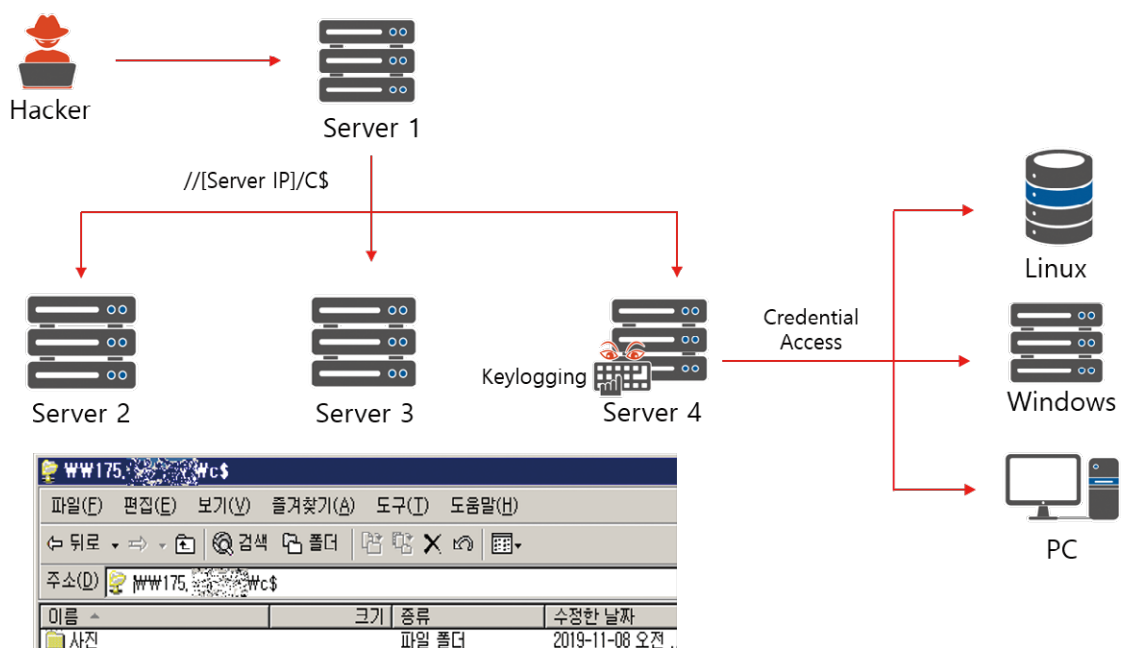 Hacker
Server 1
//[Server IP]/C$
Linux
Credential
Access
Keylogging
Server 2
Server 3
Server 4
Windows
PC
₩₩175. ₩c$
파일(F) 편집(E) 보기(V) 즐겨찾기(A) 도구(T) 도움말(H)
뒤로 검색 폴더
주소(D) ₩₩175. ₩c$
이름 크기 종류 수정한 날짜
사진 파일 폴더 2019-11-08 오전 ..